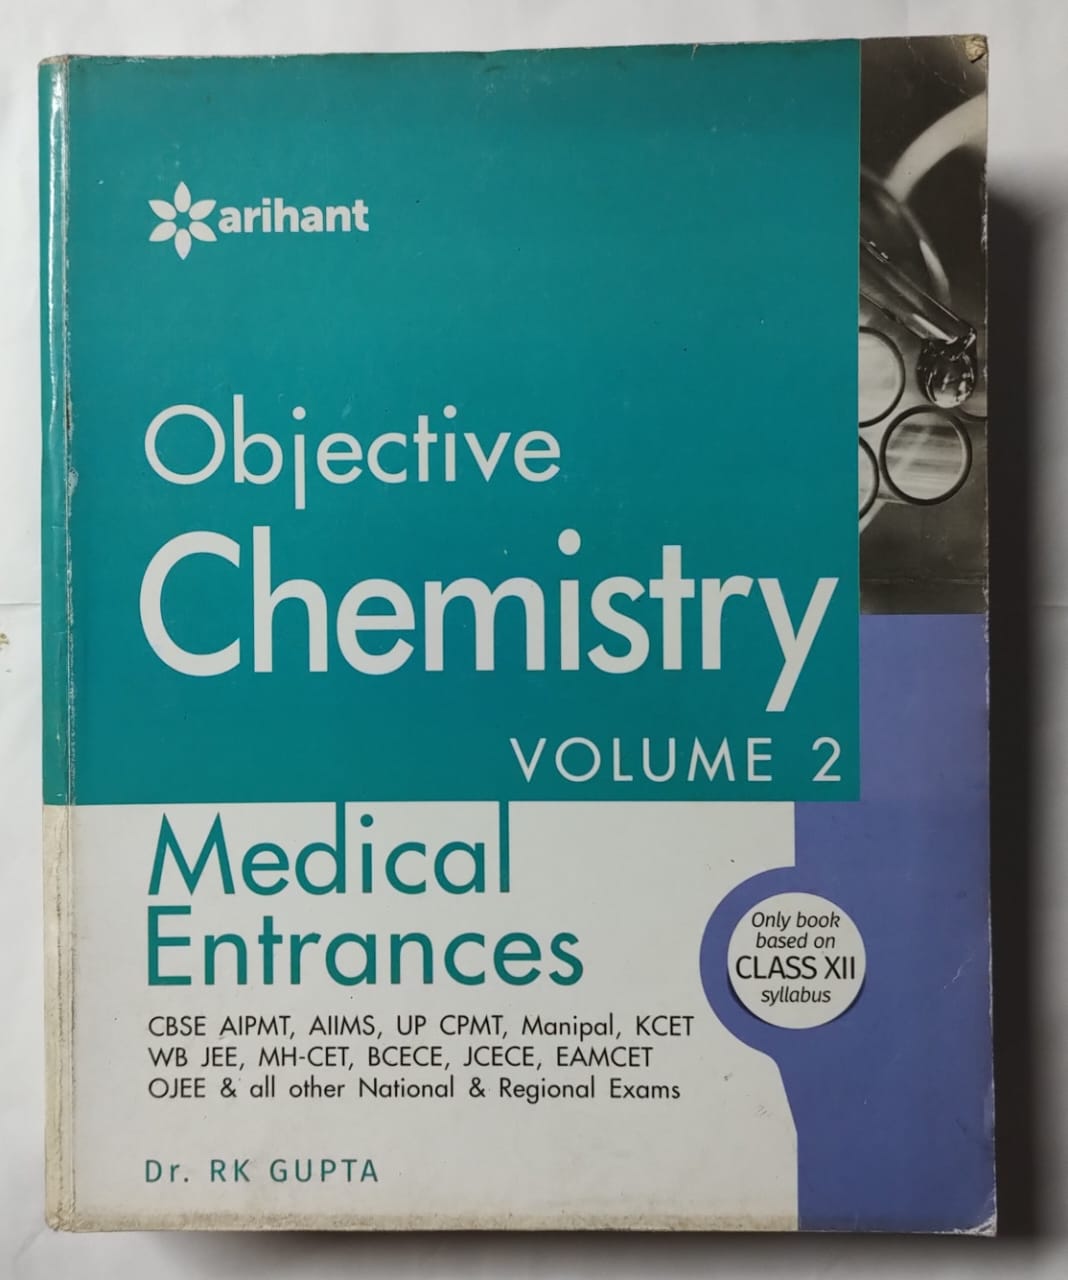 arihant
Objective
Chemistry
VOLUME 2
Medical
Entrances
CBSE AIPMT, AIIMS, UP CPMT, Manipal, KCET
WB JEE, MH-CET, BCECE, JCECE, EAMCET
OJEE & all other National & Regional Exams
Only book
based on
CLASS XII
syllabus
Dr. RK GUPTA